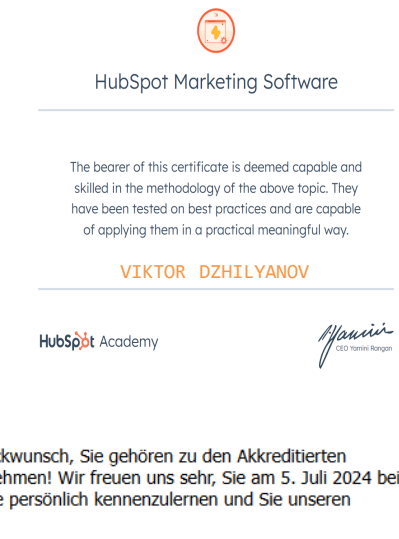 HubSpot Marketing Software
The bearer of this certificate is deemed capable and
skilled in the methodology of the above topic. They
have been tested on best practices and are capable
of applying them in a practical meaningful way.
VIKTOR DZHILYANOV
HubSpot Academy
CEO Yamini Rangan
ckwunsch, Sie gehören zu den Akkreditierten
ehmen! Wir freuen uns sehr, Sie am 5. Juli 2024 bei
e persönlich kennenzulernen und Sie unseren